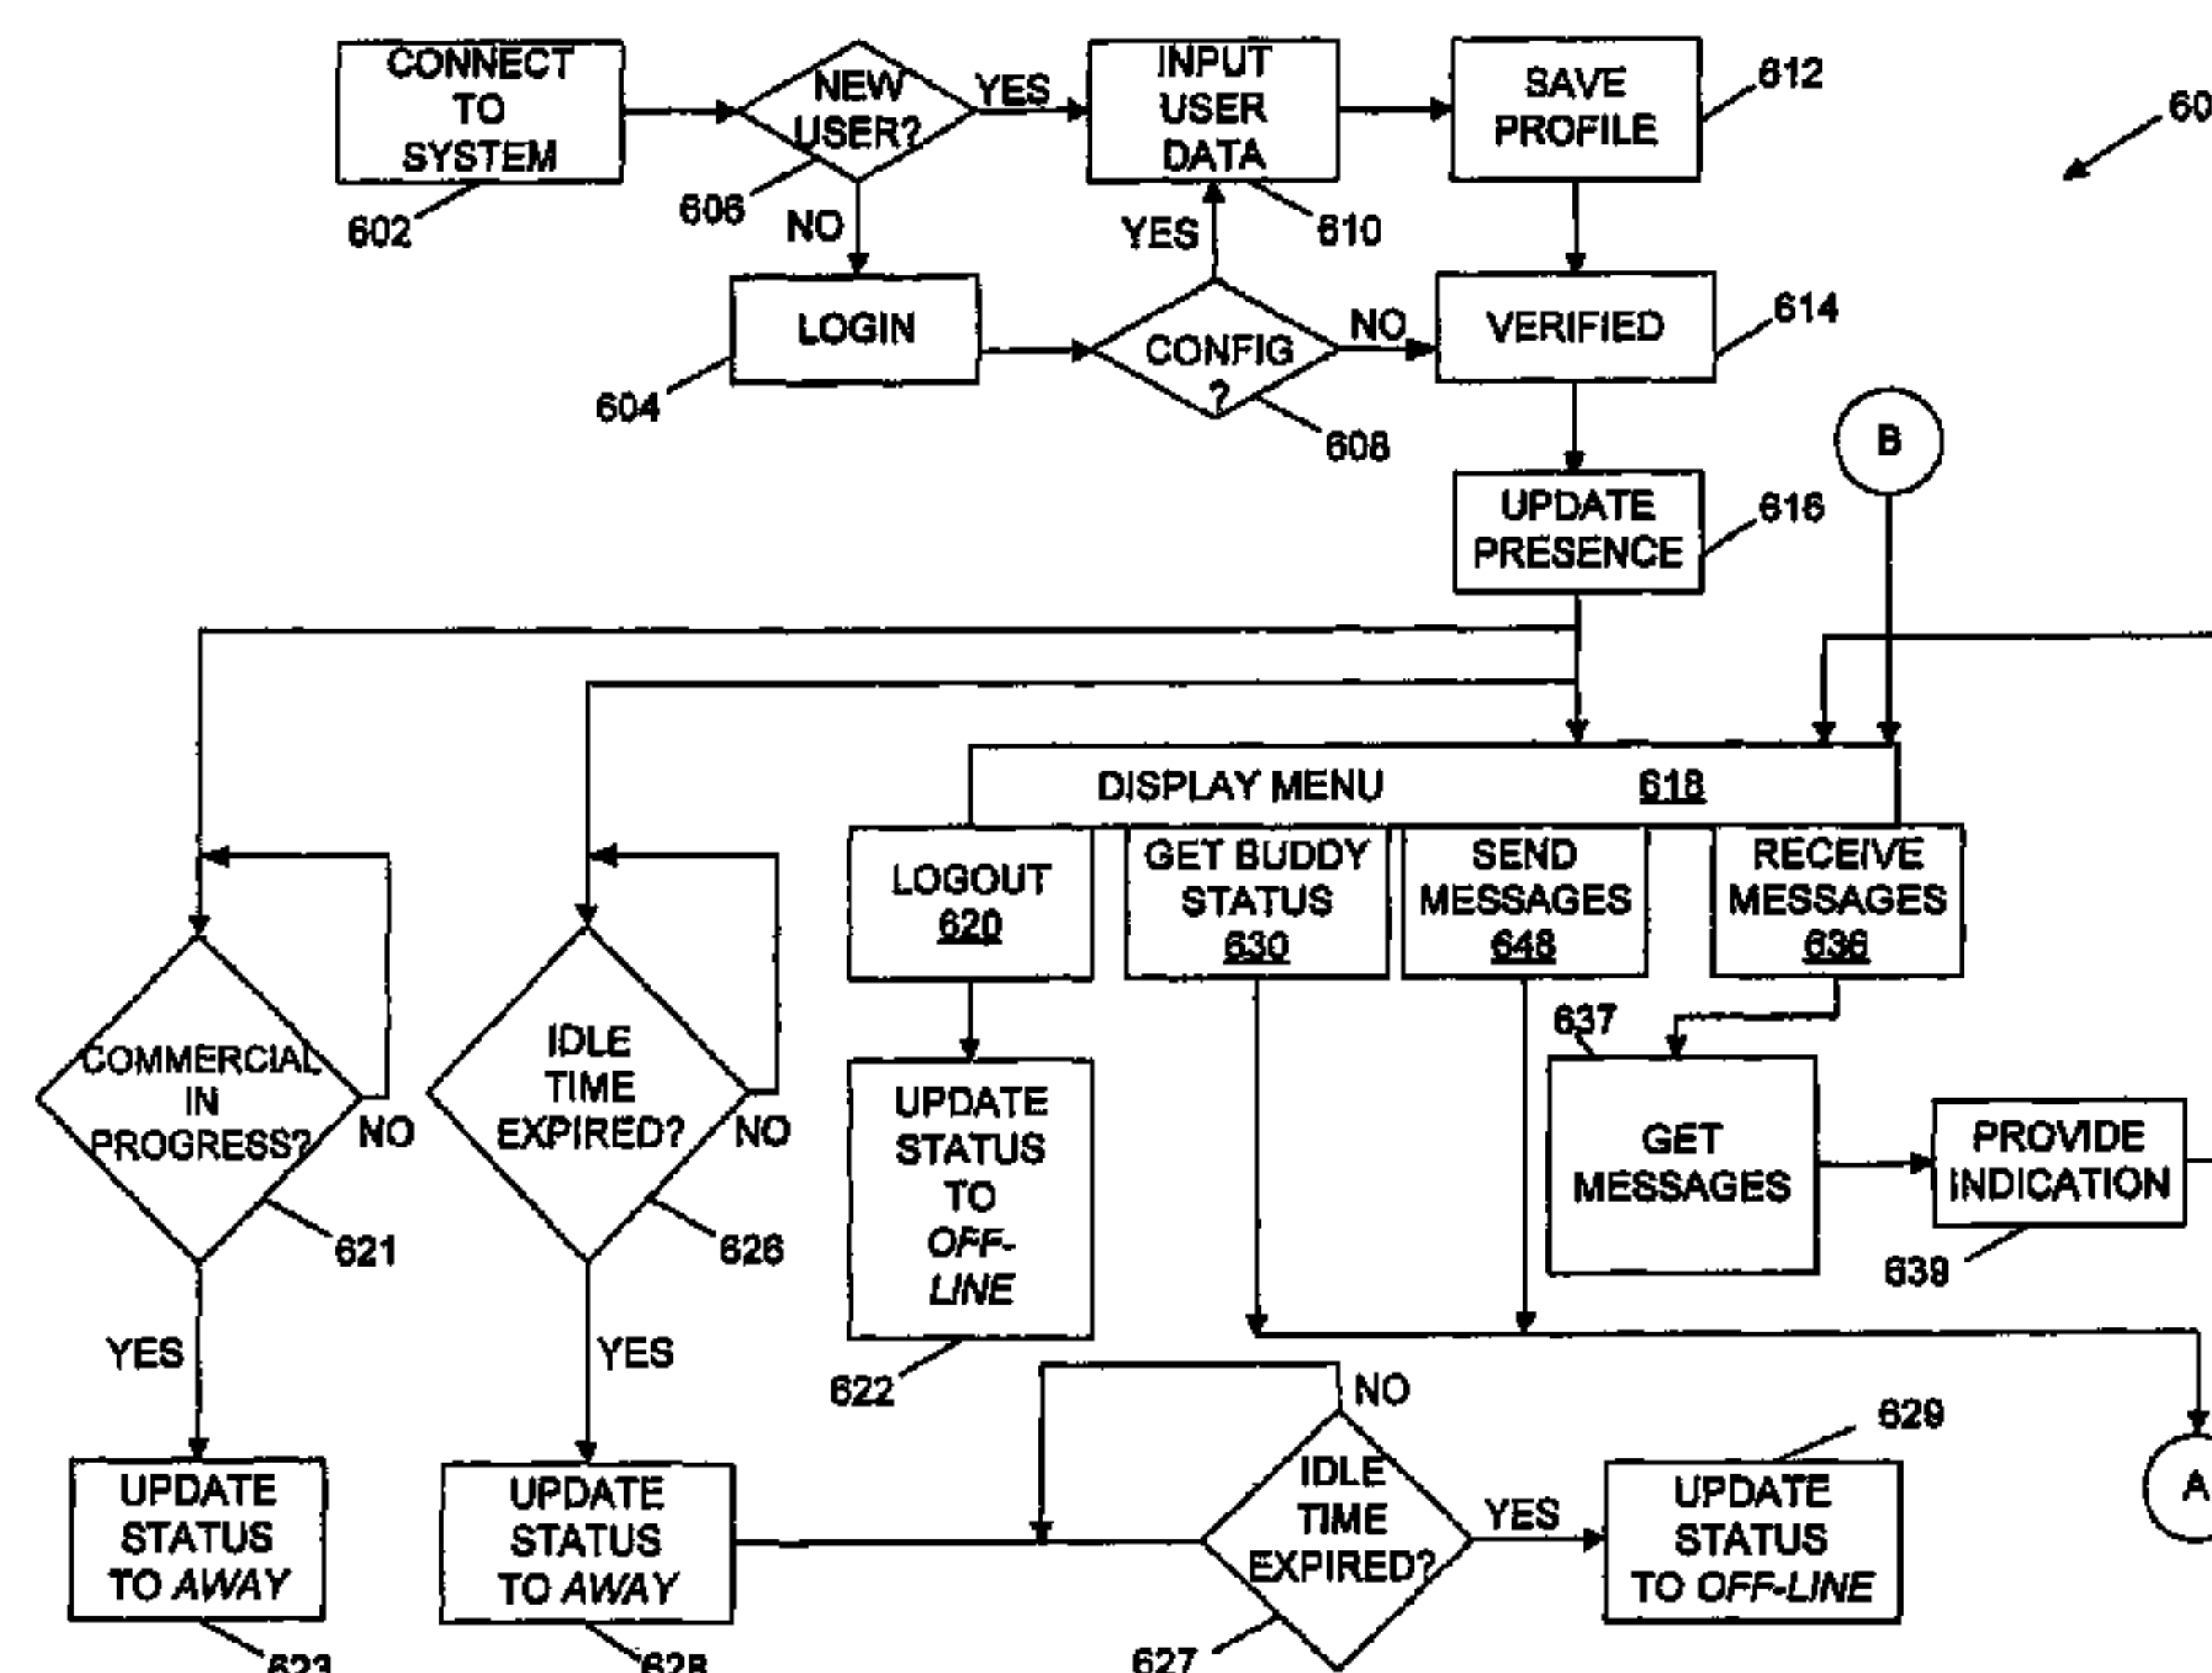 CONNECT
TO
SYSTEM
602
NEW
USER?
606
YES
NO
INPUT
USER
DATA
610
SAVE
PROFILE
612
60
LOGIN
604
YES
CONFIG
?
608
NO
VERIFIED
614
B
UPDATE
PRESENCE
616
DISPLAY MENU 618
LOGOUT
620
GET BUDDY
STATUS
630
SEND
MESSAGES
648
RECEIVE
MESSAGES
636
COMMERCIAL
IN
PROGRESS?
NO
621
YES
IDLE
TIME
EXPIRED?
NO
626
YES
UPDATE
STATUS
TO
OFF-
LINE
622
637
GET
MESSAGES
PROVIDE
INDICATION
639
UPDATE
STATUS
TO AWAY
623
UPDATE
STATUS
TO AWAY
628
NO
IDLE
TIME
EXPIRED?
627
YES
629
UPDATE
STATUS
TO OFF-LINE
A